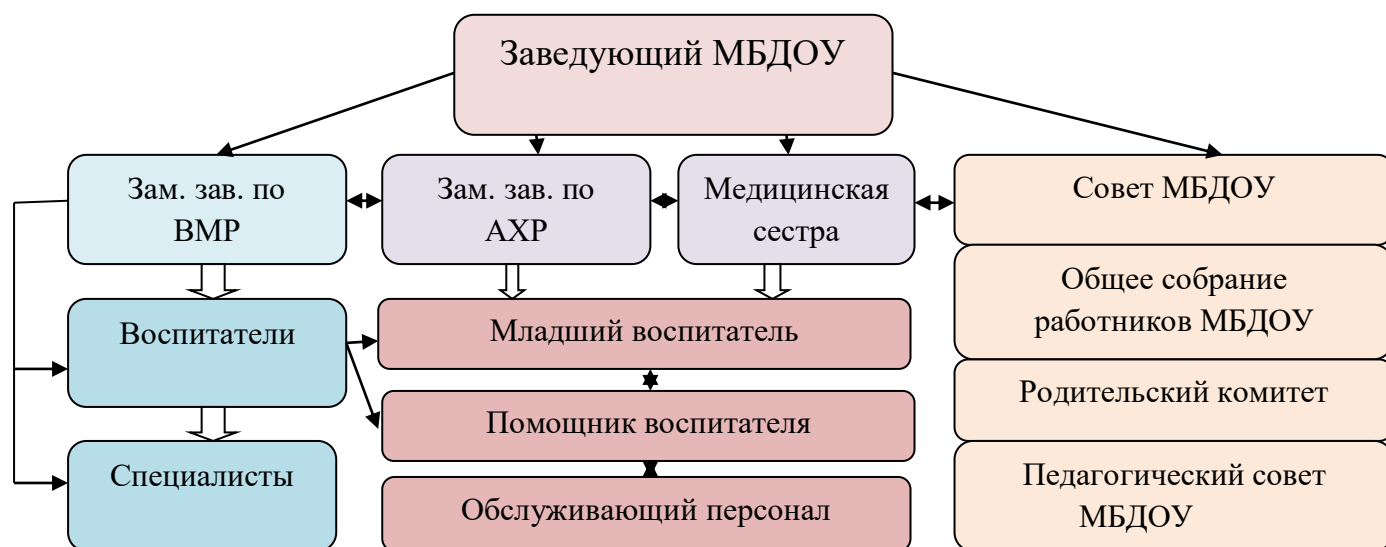 Заведующий МБДОУ
Зам. зав. по
ВМР
Зам. зав. по
АХР
Медицинская
сестра
Совет МБДОУ
Общее собрание
работников МБДОУ
Родительский комитет
Педагогический совет
МБДОУ
Воспитатели
Специалисты
Младший воспитатель
Помощник воспитателя
Обслуживающий персонал